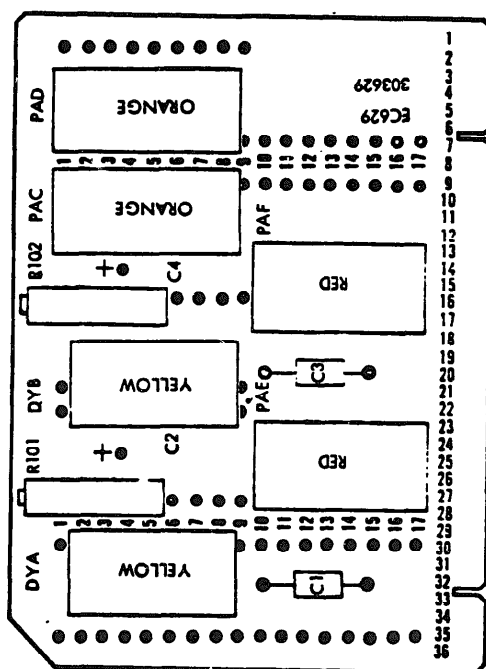 PAD
ORANGE
303629
EC629
1 2 3 4 5 6 7 8 9 10 11 12 13 14 15 16 17
PAC
ORANGE
PAF
R102
C4
RED
DYB
YELLOW
PAE
C3
R101
C2
RED
1 2 3 4 5 6 7 8 9 10 11 12 13 14 15 16 17
DYA
YELLOW
C1
1
2
3
4
5
6
7
8
9
10
11
12
13
14
15
16
17
18
19
20
21
22
23
24
25
26
27
28
29
30
31
32
33
34
35
36